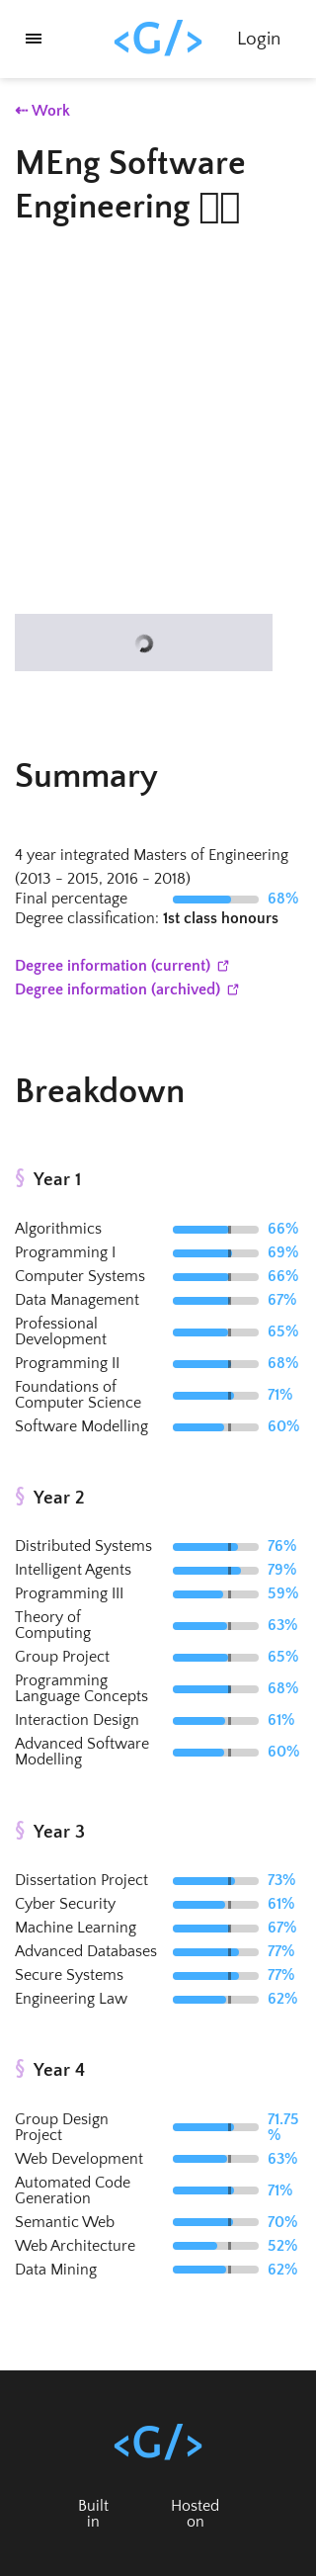 <G/>
Login
⇠ Work
MEng Software
Engineering
Summary
4 year integrated Masters of Engineering
(2013 - 2015, 2016 - 2018)
Final percentage 68%
Degree classification: 1st class honours
Degree information (current)
Degree information (archived)
Breakdown
§ Year 1
Algorithmics 66%
Programming I 69%
Computer Systems 66%
Data Management 67%
Professional
Development 65%
Programming II 68%
Foundations of
Computer Science 71%
Software Modelling 60%
§ Year 2
Distributed Systems 76%
Intelligent Agents 79%
Programming III 59%
Theory of
Computing 63%
Group Project 65%
Programming
Language Concepts 68%
Interaction Design 61%
Advanced Software
Modelling 60%
§ Year 3
Dissertation Project 73%
Cyber Security 61%
Machine Learning 67%
Advanced Databases 77%
Secure Systems 77%
Engineering Law 62%
§ Year 4
Group Design
Project 71.75
%
Web Development 63%
Automated Code
Generation 71%
Semantic Web 70%
Web Architecture 52%
Data Mining 62%
<G/>
Built
in
Hosted
on